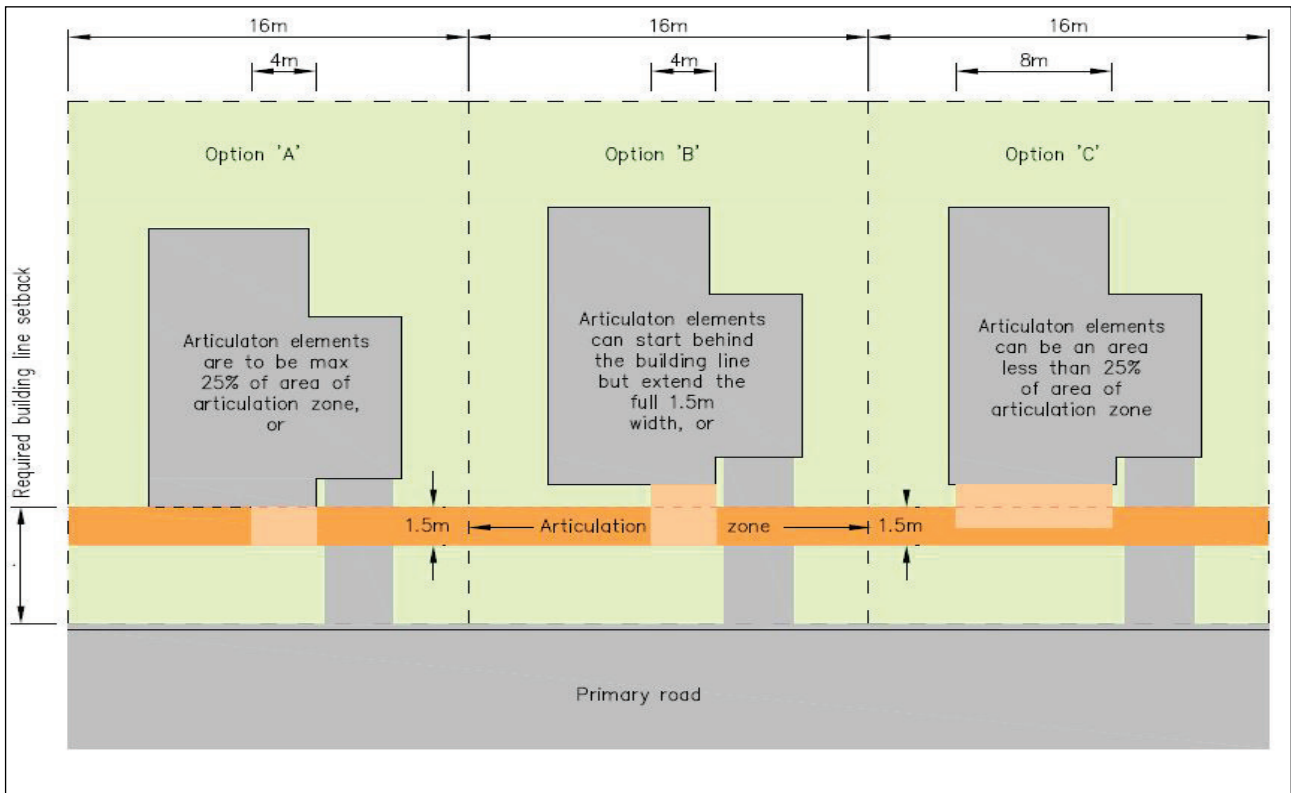 16m
16m
16m
4m
4m
8m
Option 'A'
Option 'B'
Option 'C'
Required building line setback
Articulaton elements
are to be max
25% of area of
articulation zone,
or
Articulaton elements
can start behind
the building line
but extend the
full 1.5m
width, or
Articulaton elements
can be an area
less than 25%
of area of
articulation zone
1.5m
Articulation zone
1.5m
Primary road